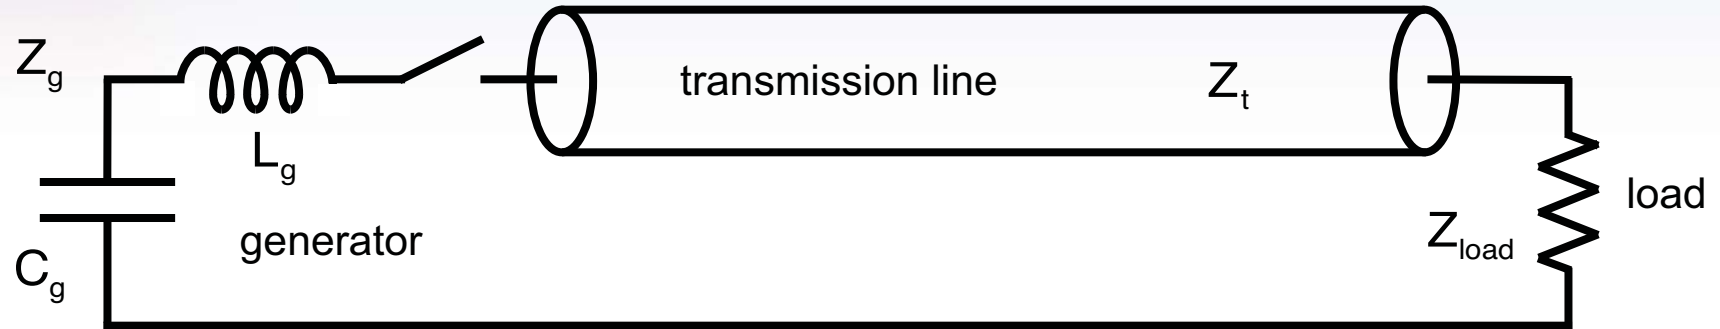 Z_g
transmission line
Z_t
L_g
load
generator
Z_load
C_g